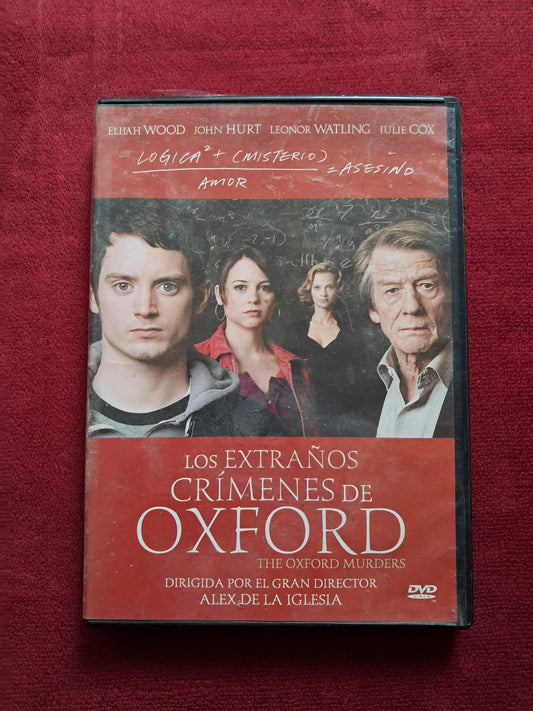 ELIJAH WOOD JOHN HURT LEONOR WATLING JULIE COX
LOGICA² + (MISTERIO)
AMOR
= ASESINO
LOS EXTRAÑOS
CRÍMENES DE
OXFORD
THE OXFORD MURDERS
DIRIGIDA POR EL GRAN DIRECTOR
ALEX DE LA IGLESIA
DVD
VIDEO